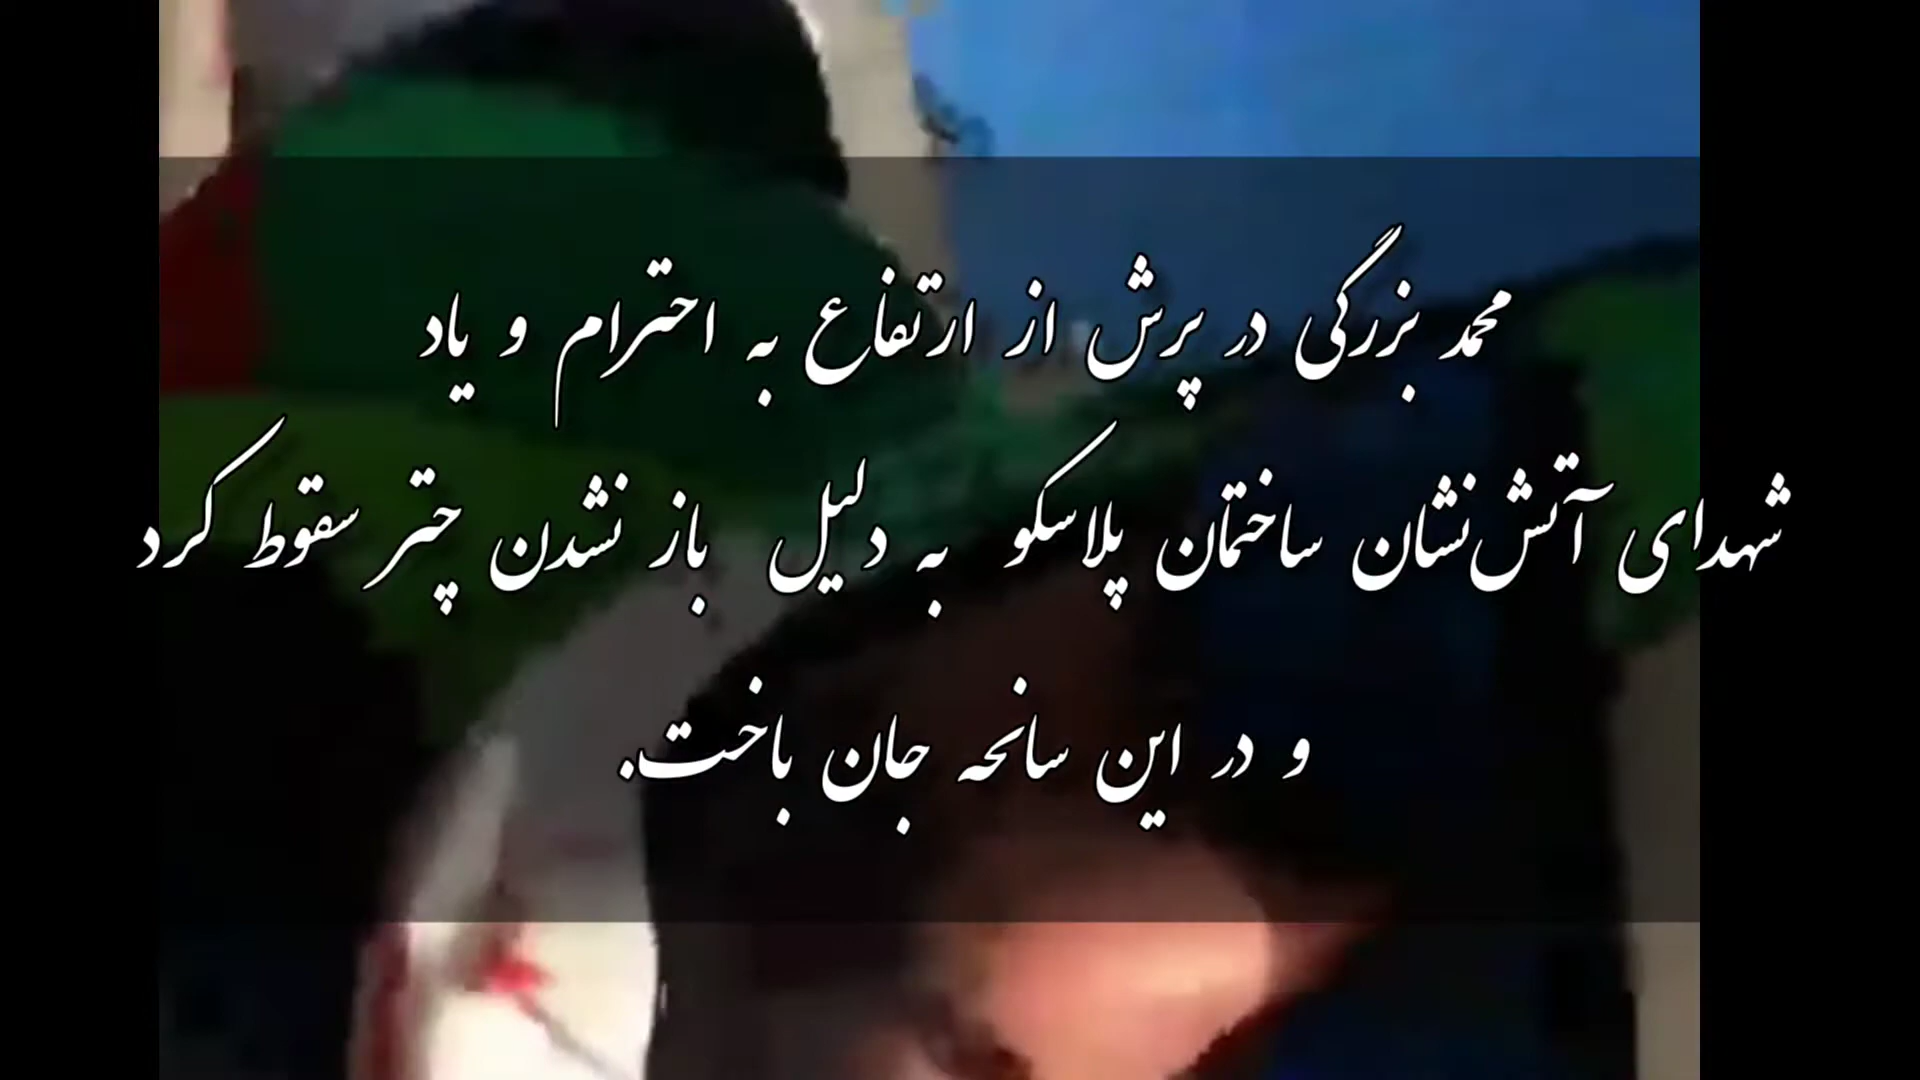 محمد بزرگی در پرش از ارتفاع به احترام و یاد
شهدای آتش‌نشان ساختمان پلاسکو به دلیل باز نشدن چتر سقوط کرد
و در این سانحه جان باخت.